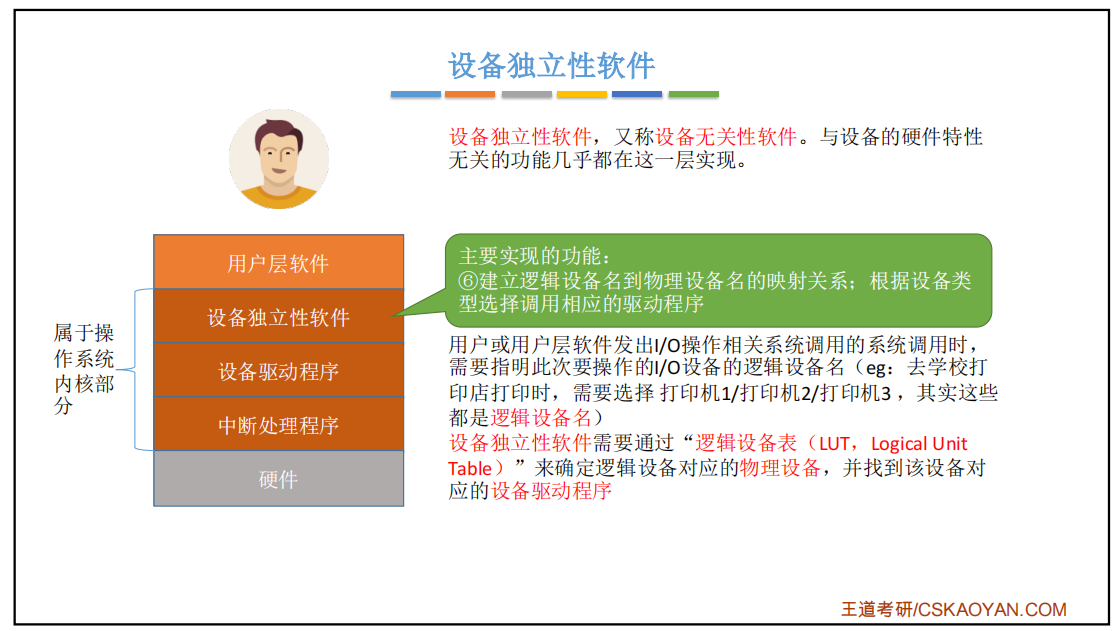 设备独立性软件
设备独立性软件，又称设备无关性软件。与设备的硬件特性
无关的功能几乎都在这一层实现。
用户层软件
设备独立性软件
设备驱动程序
中断处理程序
硬件
属于操
作系统
内核部
分
主要实现的功能：
⑥建立逻辑设备名到物理设备名的映射关系；根据设备类
型选择调用相应的驱动程序
用户或用户层软件发出I/O操作相关系统调用的系统调用时，
需要指明此次要操作的I/O设备的逻辑设备名（eg：去学校打
印店打印时，需要选择 打印机1/打印机2/打印机3 ，其实这些
都是逻辑设备名）
设备独立性软件需要通过“逻辑设备表（LUT，Logical Unit
Table）”来确定逻辑设备对应的物理设备，并找到该设备对
应的设备驱动程序
王道考研/CSKAOYAN.COM